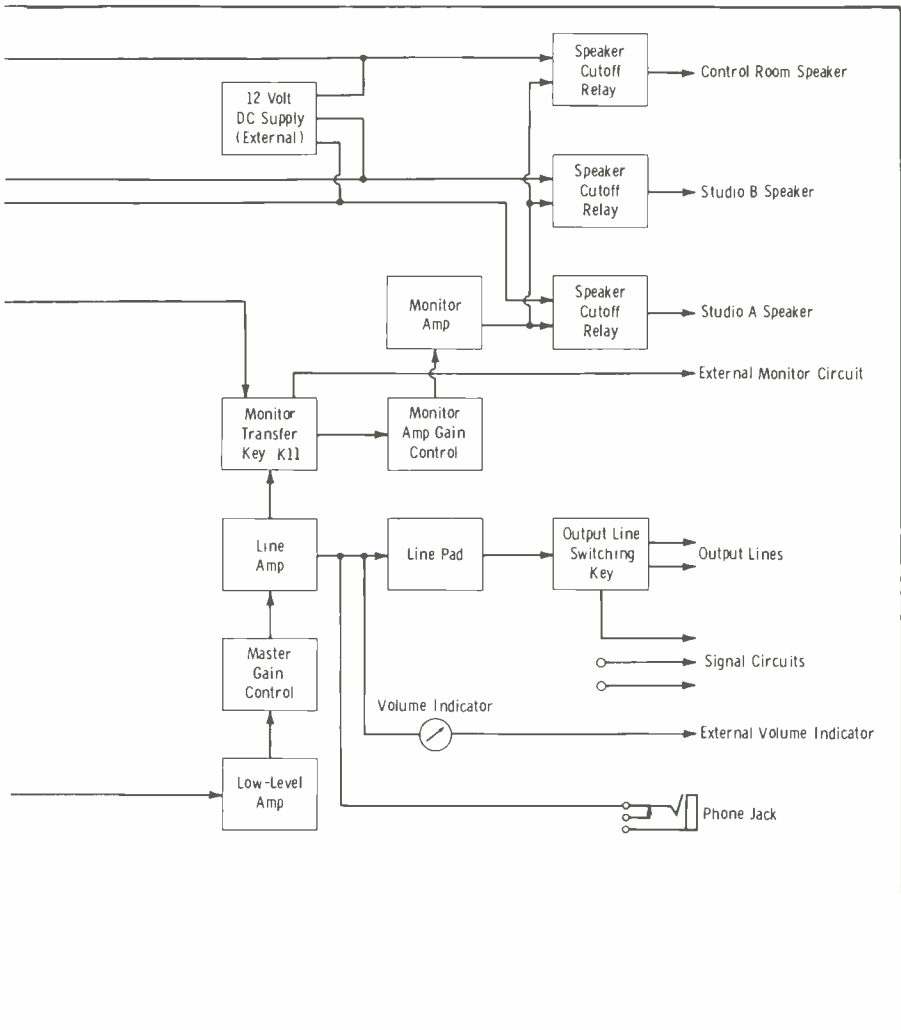 Speaker
Cutoff
Relay
Control Room Speaker
12 Volt
DC Supply
(External)
Speaker
Cutoff
Relay
Studio B Speaker
Speaker
Cutoff
Relay
Studio A Speaker
Monitor
Amp
External Monitor Circuit
Monitor
Transfer
Key K11
Monitor
Amp Gain
Control
Line
Amp
Line Pad
Output Line
Switching
Key
Output Lines
Master
Gain
Control
Signal Circuits
Volume Indicator
External Volume Indicator
Low-Level
Amp
Phone Jack